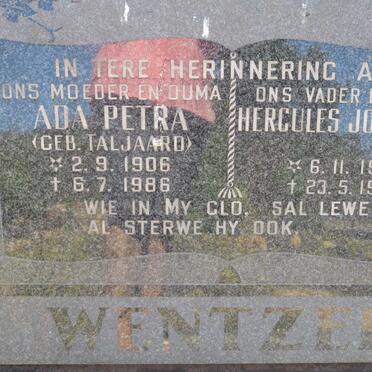 IN TERE HERINNERING A
ONS MOEDER EN OUMA
ADA PETRA
(GEB. TALJAARD)
☆ 2. 9. 1906
† 6. 7. 1986
ONS VADER
HERCULES JO
☆ 6. 11. 1
† 23. 5. 19
WIE IN MY GLO, SAL LEWE
AL STERWE HY OOK.
WENTZE